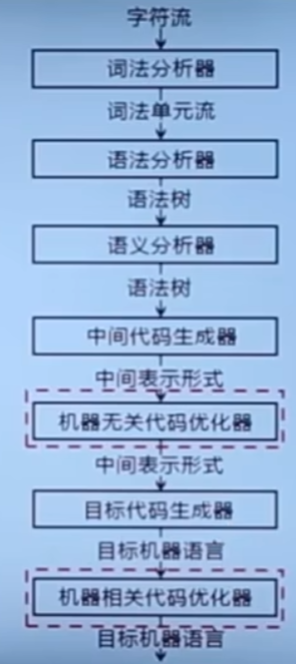 字符流
词法分析器
词法单元流
语法分析器
语法树
语义分析器
语法树
中间代码生成器
中间表示形式
机器无关代码优化器
中间表示形式
目标代码生成器
目标机器语言
机器相关代码优化器
目标机器语言